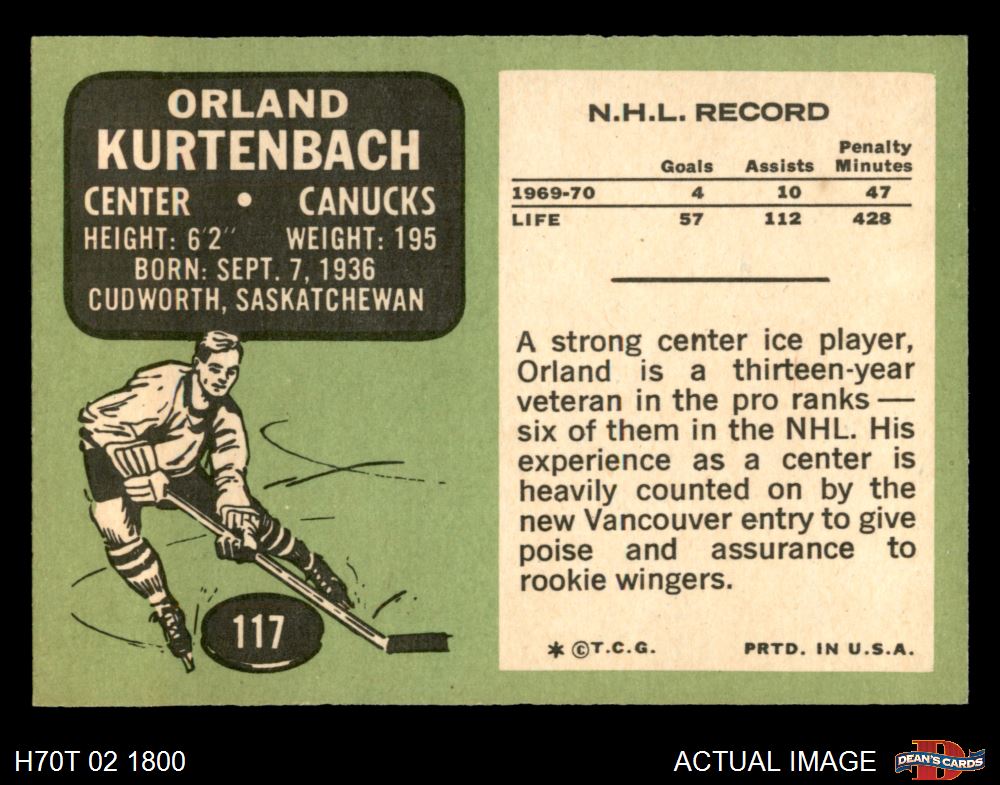 ORLAND
KURTENBACH
CENTER • CANUCKS
HEIGHT: 6'2" WEIGHT: 195
BORN: SEPT. 7, 1936
CUDWORTH, SASKATCHEWAN
117
N.H.L. RECORD
Goals Assists Penalty Minutes
1969-70 4 10 47
LIFE 57 112 428
A strong center ice player,
Orland is a thirteen-year
veteran in the pro ranks —
six of them in the NHL. His
experience as a center is
heavily counted on by the
new Vancouver entry to give
poise and assurance to
rookie wingers.
* ©T.C.G. PRTD. IN U.S.A.
H70T 02 1800
ACTUAL IMAGE
D
DEAN'S CARDS